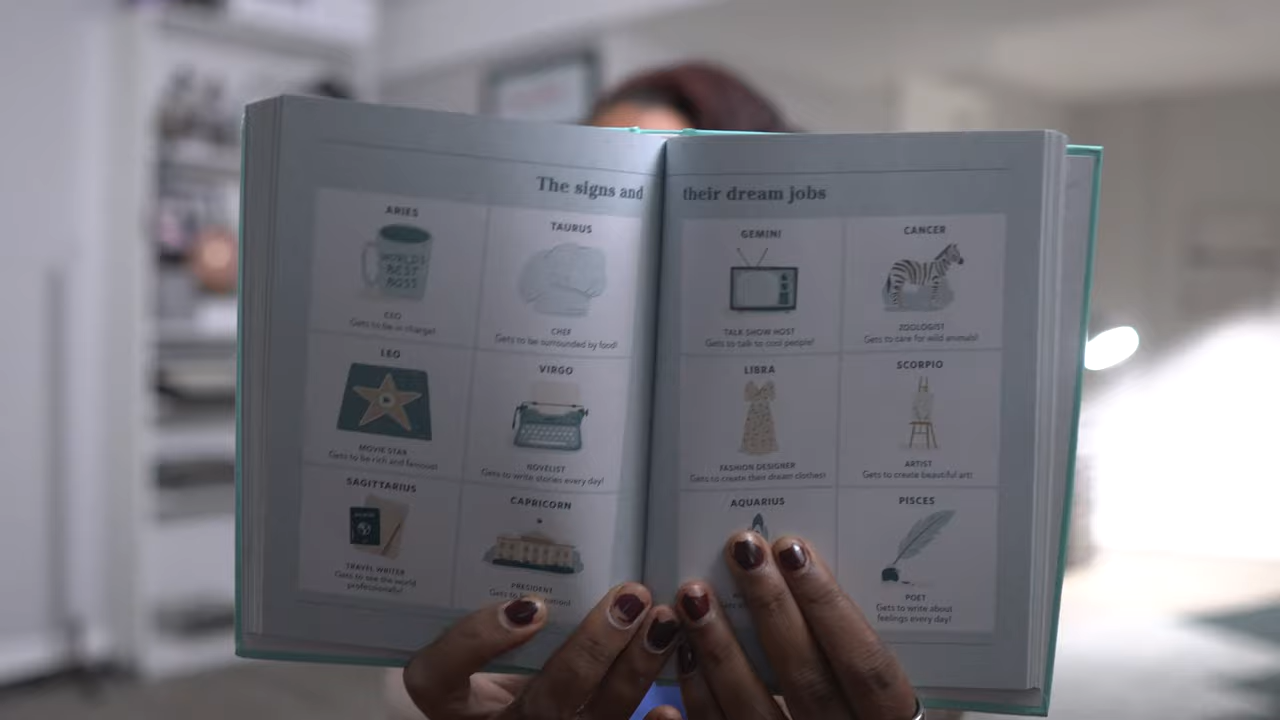 The signs and their dream jobs
ARIES
WORLDS
BEST
BOSS
CEO
Gets to be in charge!
TAURUS
CHEF
Gets to be surrounded by food!
GEMINI
TALK SHOW HOST
Gets to talk to cool people!
CANCER
ZOOLOGIST
Gets to care for wild animals!
LEO
MOVIE STAR
Gets to be rich and famous!
VIRGO
NOVELIST
Gets to write stories every day!
LIBRA
FASHION DESIGNER
Gets to create their dream clothes!
SCORPIO
ARTIST
Gets to create beautiful art!
SAGITTARIUS
TRAVEL WRITER
Gets to see the world
professionally!
CAPRICORN
PRESIDENT
Gets to
AQUARIUS
PISCES
POET
Gets to write about
feelings every day!